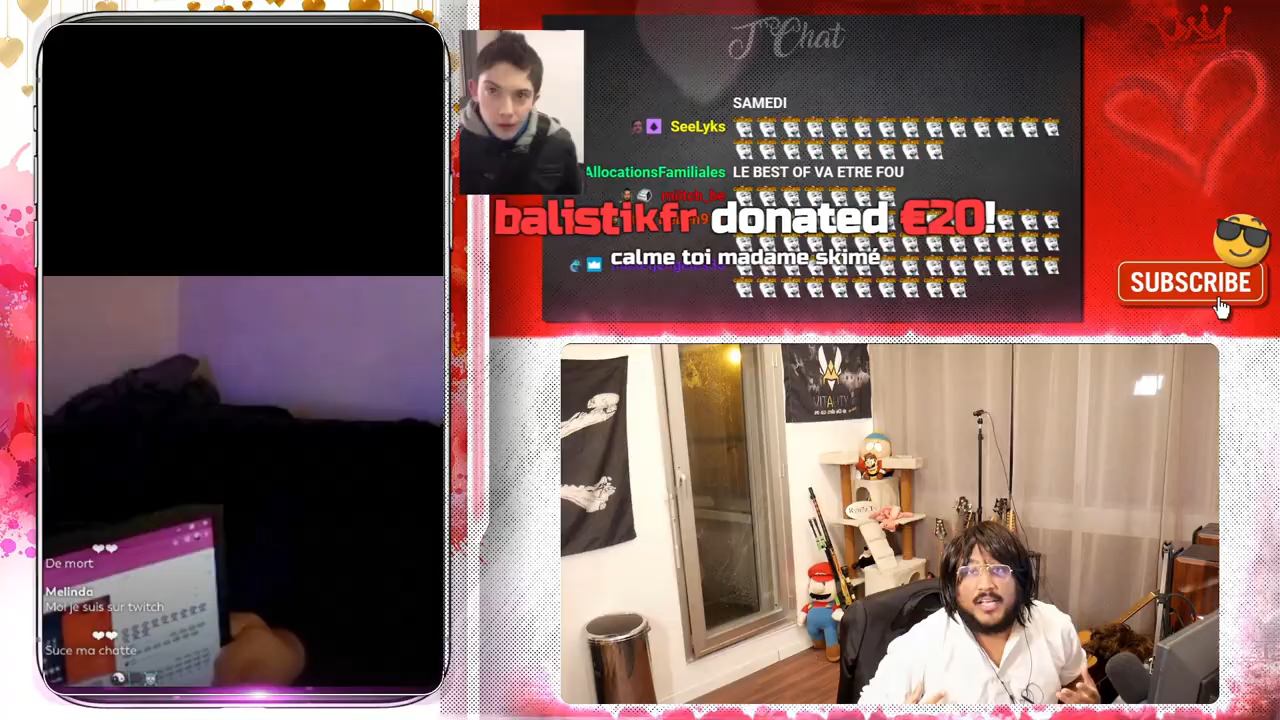 J Chat
SAMEDI
SeeLyks
AllocationsFamiliales LE BEST OF VA ETRE FOU
balistikfr donated €20!
calme toi madame skimé
SUBSCRIBE
VITALITY
De mort
Melinda
Moi je suis sur twitch
Suce ma chatte